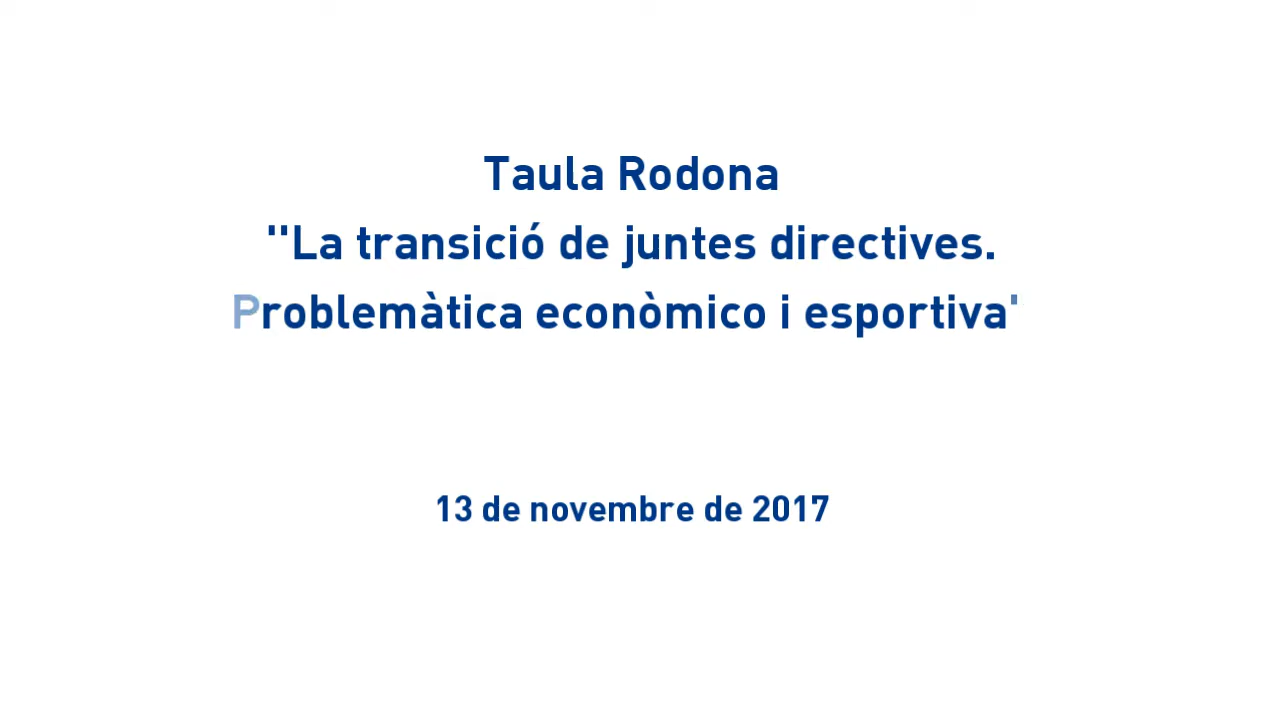 Taula Rodona
"La transició de juntes directives.
Problemàtica econòmico i esportiva'
13 de novembre de 2017